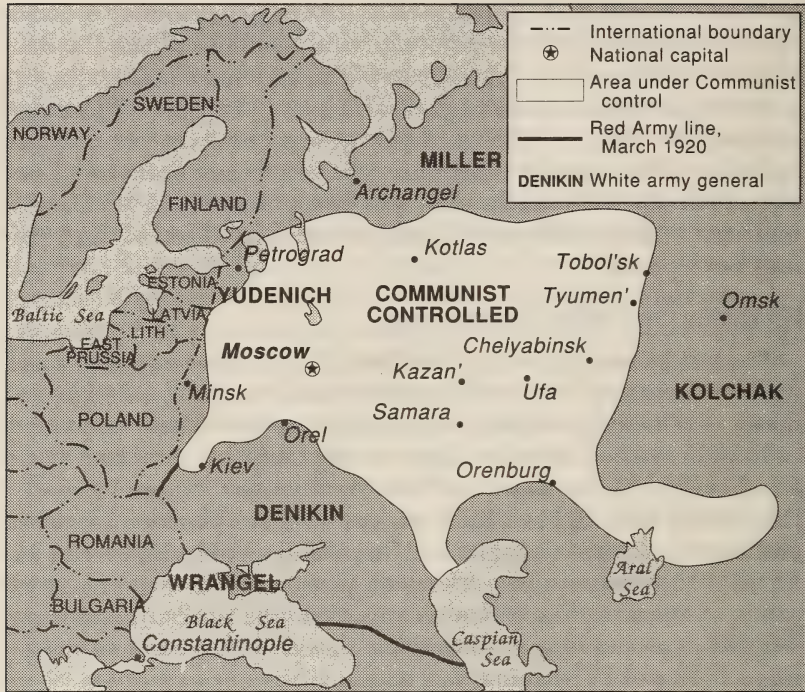 International boundary
National capital
Area under Communist
control
Red Army line,
March 1920
DENIKIN White army general
SWEDEN
NORWAY
MILLER
Archangel
FINLAND
Petrograd
Kotlas
Tobol'sk
ESTONIA
YUDENICH
COMMUNIST
CONTROLLED
Tyumen'
Omsk
Baltic Sea
LATVIA
LITH
EAST
PRUSSIA
Moscow
Chelyabinsk
Kazan'
Ufa
KOLCHAK
Minsk
POLAND
Samara
Orel
Kiev
Orenburg
DENIKIN
ROMANIA
WRANGEL
Aral
Sea
BULGARIA
Black Sea
Constantinople
Caspian
Sea